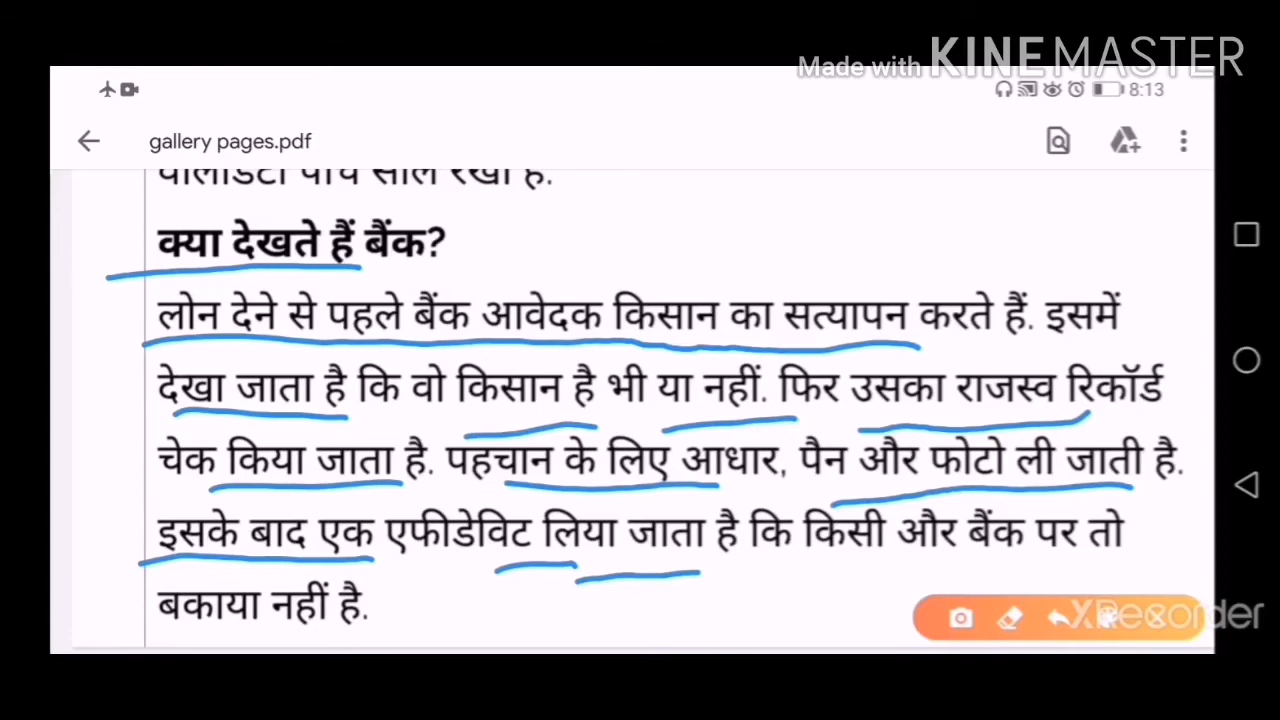 Made with KINEMASTER
8:13
gallery pages.pdf
पांच साल रखी है.
क्या देखते हैं बैंक?
लोन देने से पहले बैंक आवेदक किसान का सत्यापन करते हैं. इसमें
देखा जाता है कि वो किसान है भी या नहीं. फिर उसका राजस्व रिकॉर्ड
चेक किया जाता है. पहचान के लिए आधार, पैन और फोटो ली जाती है.
इसके बाद एक एफीडेविट लिया जाता है कि किसी और बैंक पर तो
बकाया नहीं है.
XRecorder